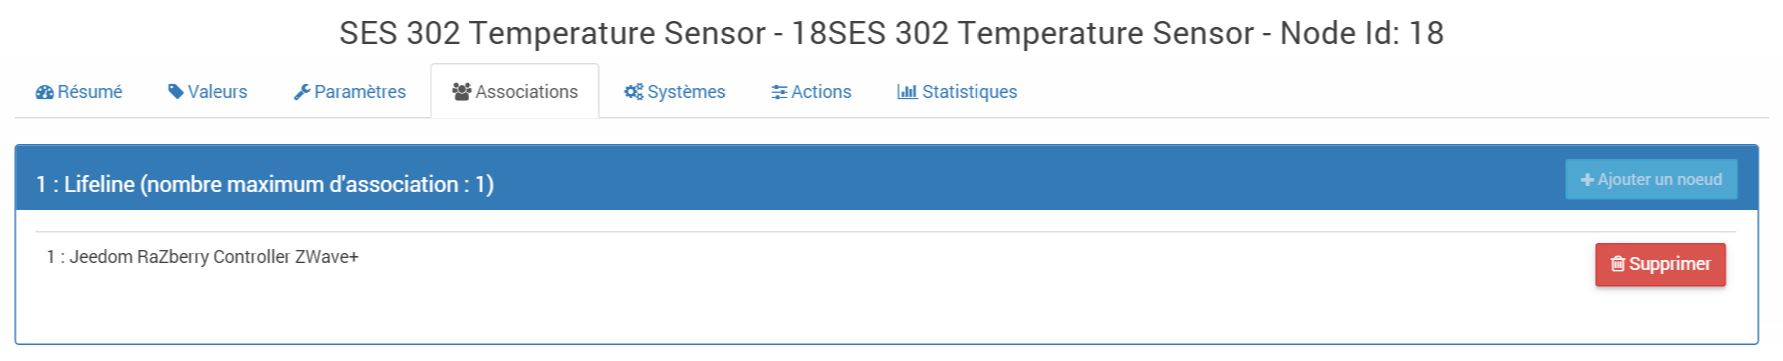 SES 302 Temperature Sensor - 18SES 302 Temperature Sensor - Node Id: 18
Résumé Valeurs Paramètres Associations Systèmes Actions Statistiques
1 : Lifeline (nombre maximum d'association : 1) Ajouter un noeud
1 : Jeedom RaZberry Controller ZWave+ Supprimer